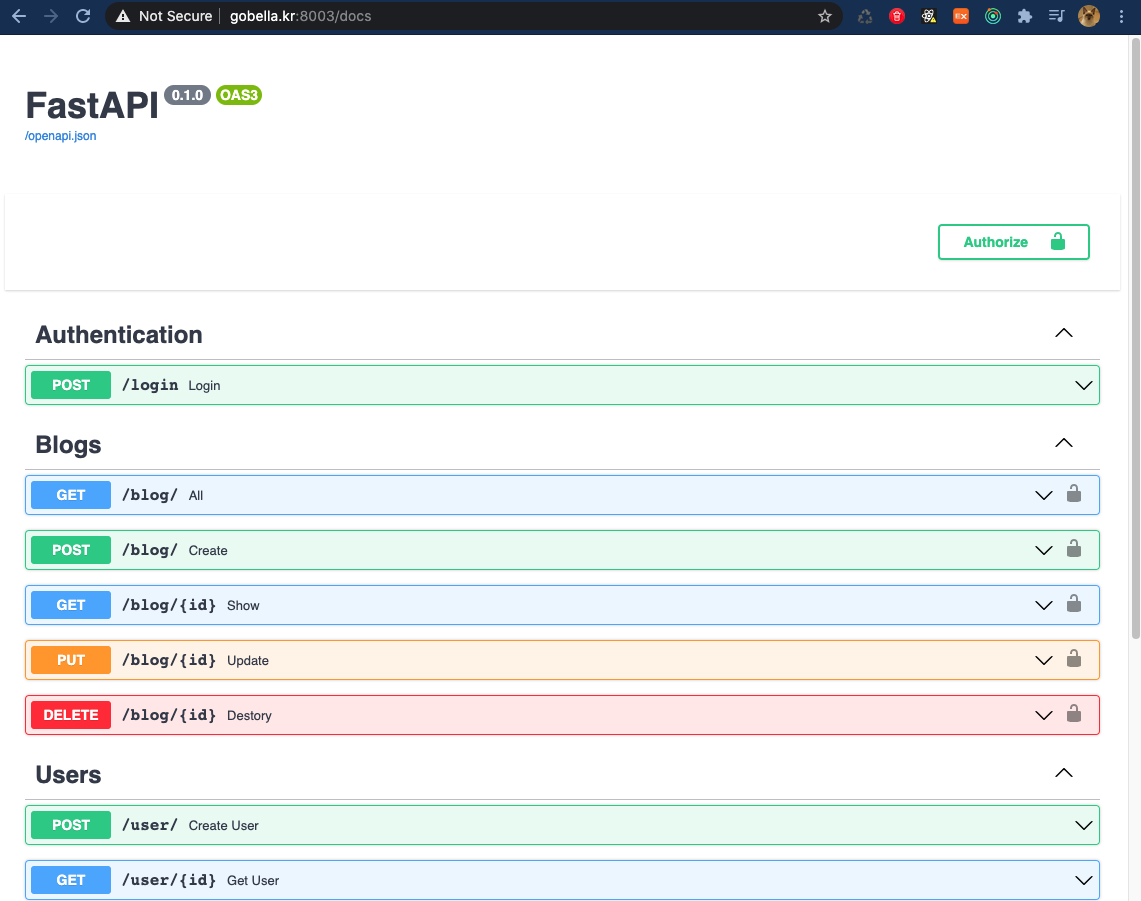 Not Secure gobella.kr:8003/docs
FastAPI 0.1.0 OAS3
/openapi.json
Authorize
Authentication
POST /login Login
Blogs
GET /blog/ All
POST /blog/ Create
GET /blog/{id} Show
PUT /blog/{id} Update
DELETE /blog/{id} Destory
Users
POST /user/ Create User
GET /user/{id} Get User